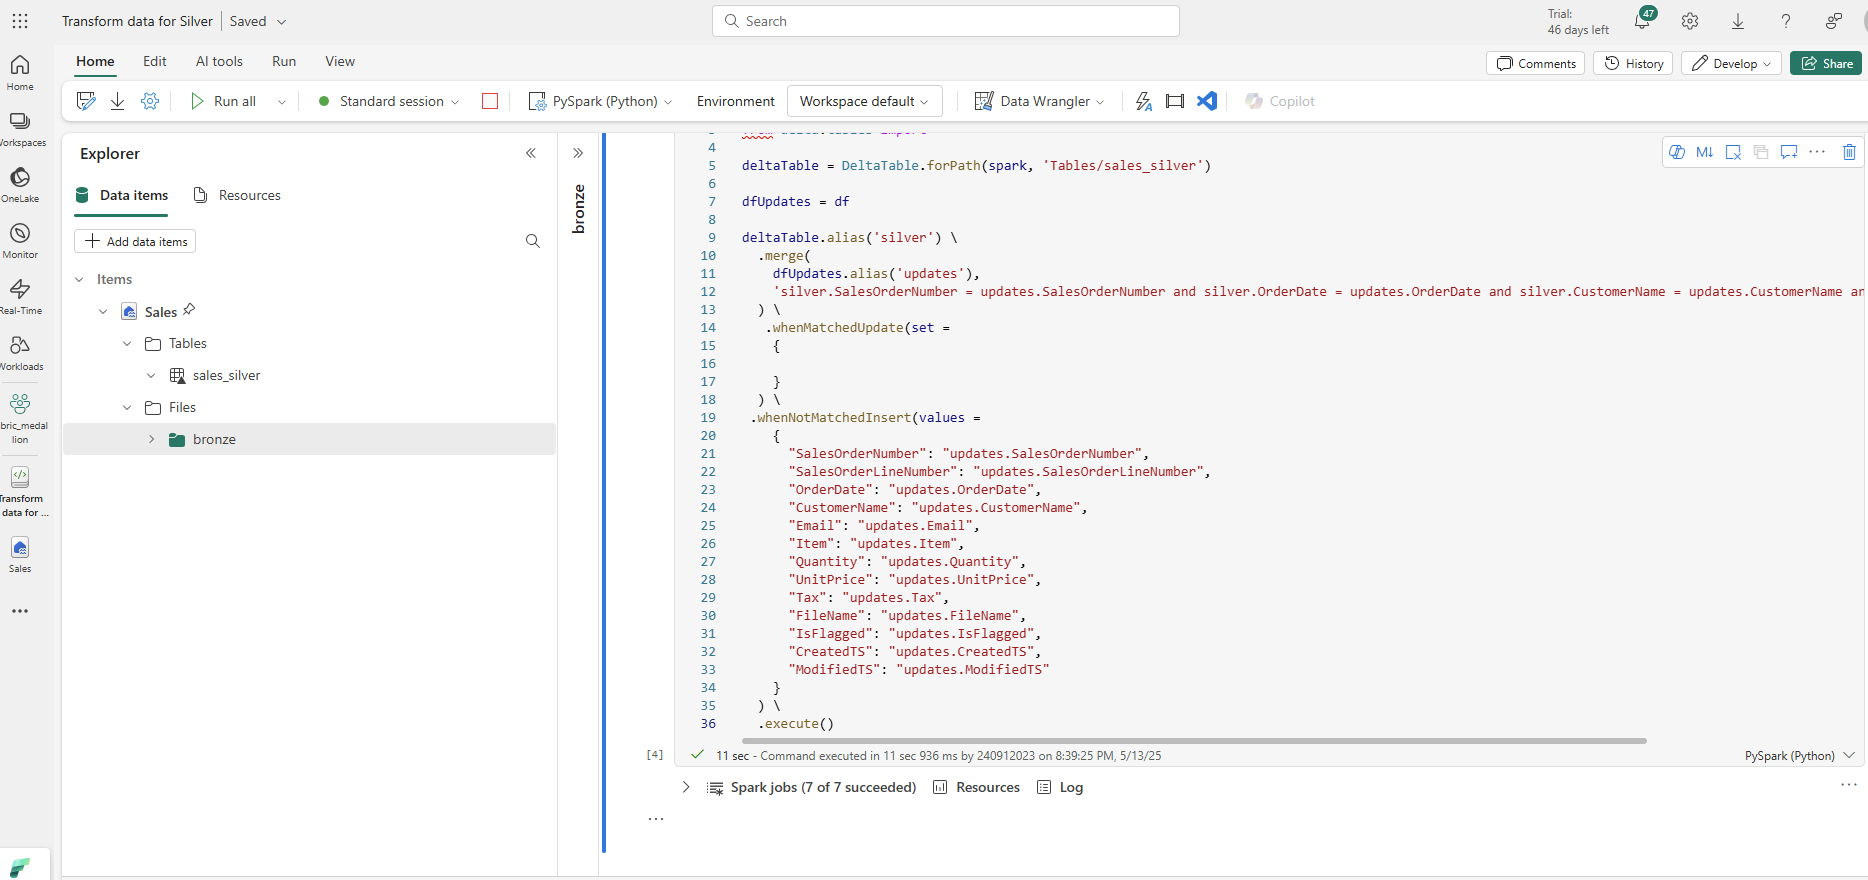 Transform data for Silver
Saved
Search
Trial:
46 days left
47
Home
Edit
AI tools
Run
View
Comments
History
Develop
Share
Run all
Standard session
PySpark (Python)
Environment
Workspace default
Data Wrangler
Copilot
Home
Workspaces
OneLake
Monitor
Real-Time
Workloads
bric_medal
lion
Transform
data for ...
Sales
Explorer
Data items
Resources
Add data items
Items
Sales
Tables
sales_silver
Files
bronze
bronze
M↓
4
5 deltaTable = DeltaTable.forPath(spark, 'Tables/sales_silver')
6
7 dfUpdates = df
8
9 deltaTable.alias('silver') \
10 .merge(
11 dfUpdates.alias('updates'),
12 'silver.SalesOrderNumber = updates.SalesOrderNumber and silver.OrderDate = updates.OrderDate and silver.CustomerName = updates.CustomerName an
13 ) \
14 .whenMatchedUpdate(set =
15 {
16
17 }
18 ) \
19 .whenNotMatchedInsert(values =
20 {
21 "SalesOrderNumber": "updates.SalesOrderNumber",
22 "SalesOrderLineNumber": "updates.SalesOrderLineNumber",
23 "OrderDate": "updates.OrderDate",
24 "CustomerName": "updates.CustomerName",
25 "Email": "updates.Email",
26 "Item": "updates.Item",
27 "Quantity": "updates.Quantity",
28 "UnitPrice": "updates.UnitPrice",
29 "Tax": "updates.Tax",
30 "FileName": "updates.FileName",
31 "IsFlagged": "updates.IsFlagged",
32 "CreatedTS": "updates.CreatedTS",
33 "ModifiedTS": "updates.ModifiedTS"
34 }
35 ) \
36 .execute()
[4]
11 sec - Command executed in 11 sec 936 ms by 240912023 on 8:39:25 PM, 5/13/25
PySpark (Python)
Spark jobs (7 of 7 succeeded)
Resources
Log